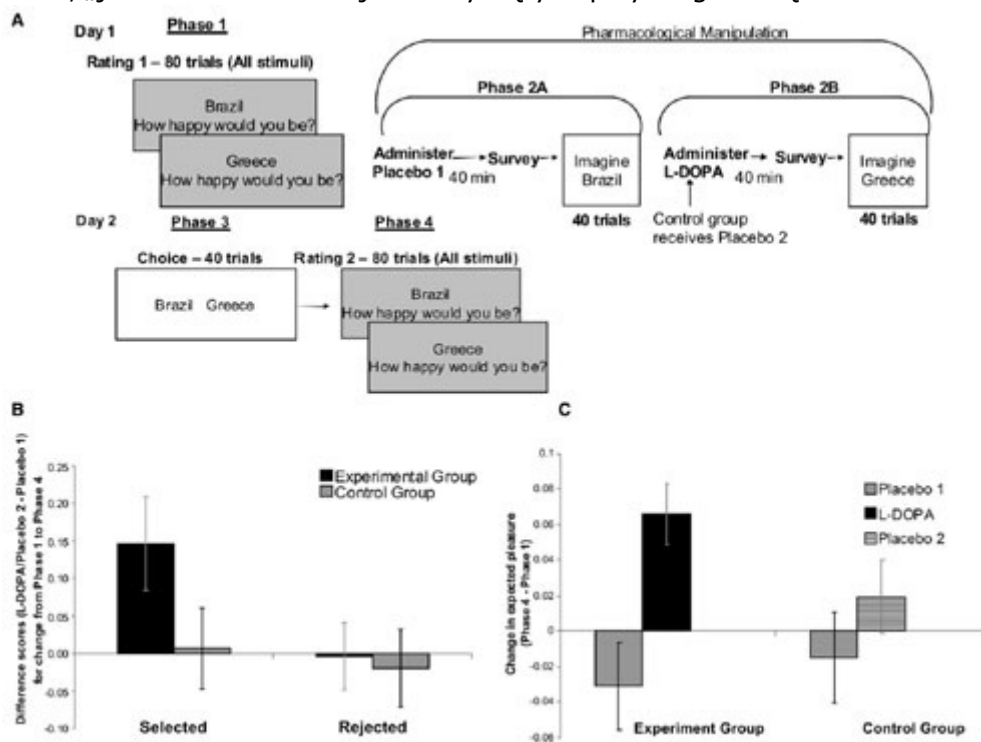 A
Day 1
Phase 1
Rating 1 – 80 trials (All stimuli)
Brazil
How happy would you be?
Greece
How happy would you be?
Pharmacological Manipulation
Phase 2A
Phase 2B
Administer
Placebo 1
40 min
Survey
Imagine
Brazil
40 trials
Administer
L-DOPA
40 min
Survey
Imagine
Greece
40 trials
Control group
receives Placebo 2
Day 2
Phase 3
Phase 4
Choice – 40 trials
Rating 2 – 80 trials (All stimuli)
Brazil Greece
Brazil
How happy would you be?
Greece
How happy would you be?
B
Difference scores (L-DOPA/Placebo 2 - Placebo 1)
for change from Phase 1 to Phase 4
0.25
0.20
0.15
0.10
0.05
0.00
-0.05
-0.10
Experimental Group
Control Group
Selected
Rejected
C
Change in expected pleasure
(Phase 4 - Phase 1)
0.1
0.08
0.06
0.04
0.02
0
-0.02
-0.04
-0.06
Placebo 1
L-DOPA
Placebo 2
Experiment Group
Control Group